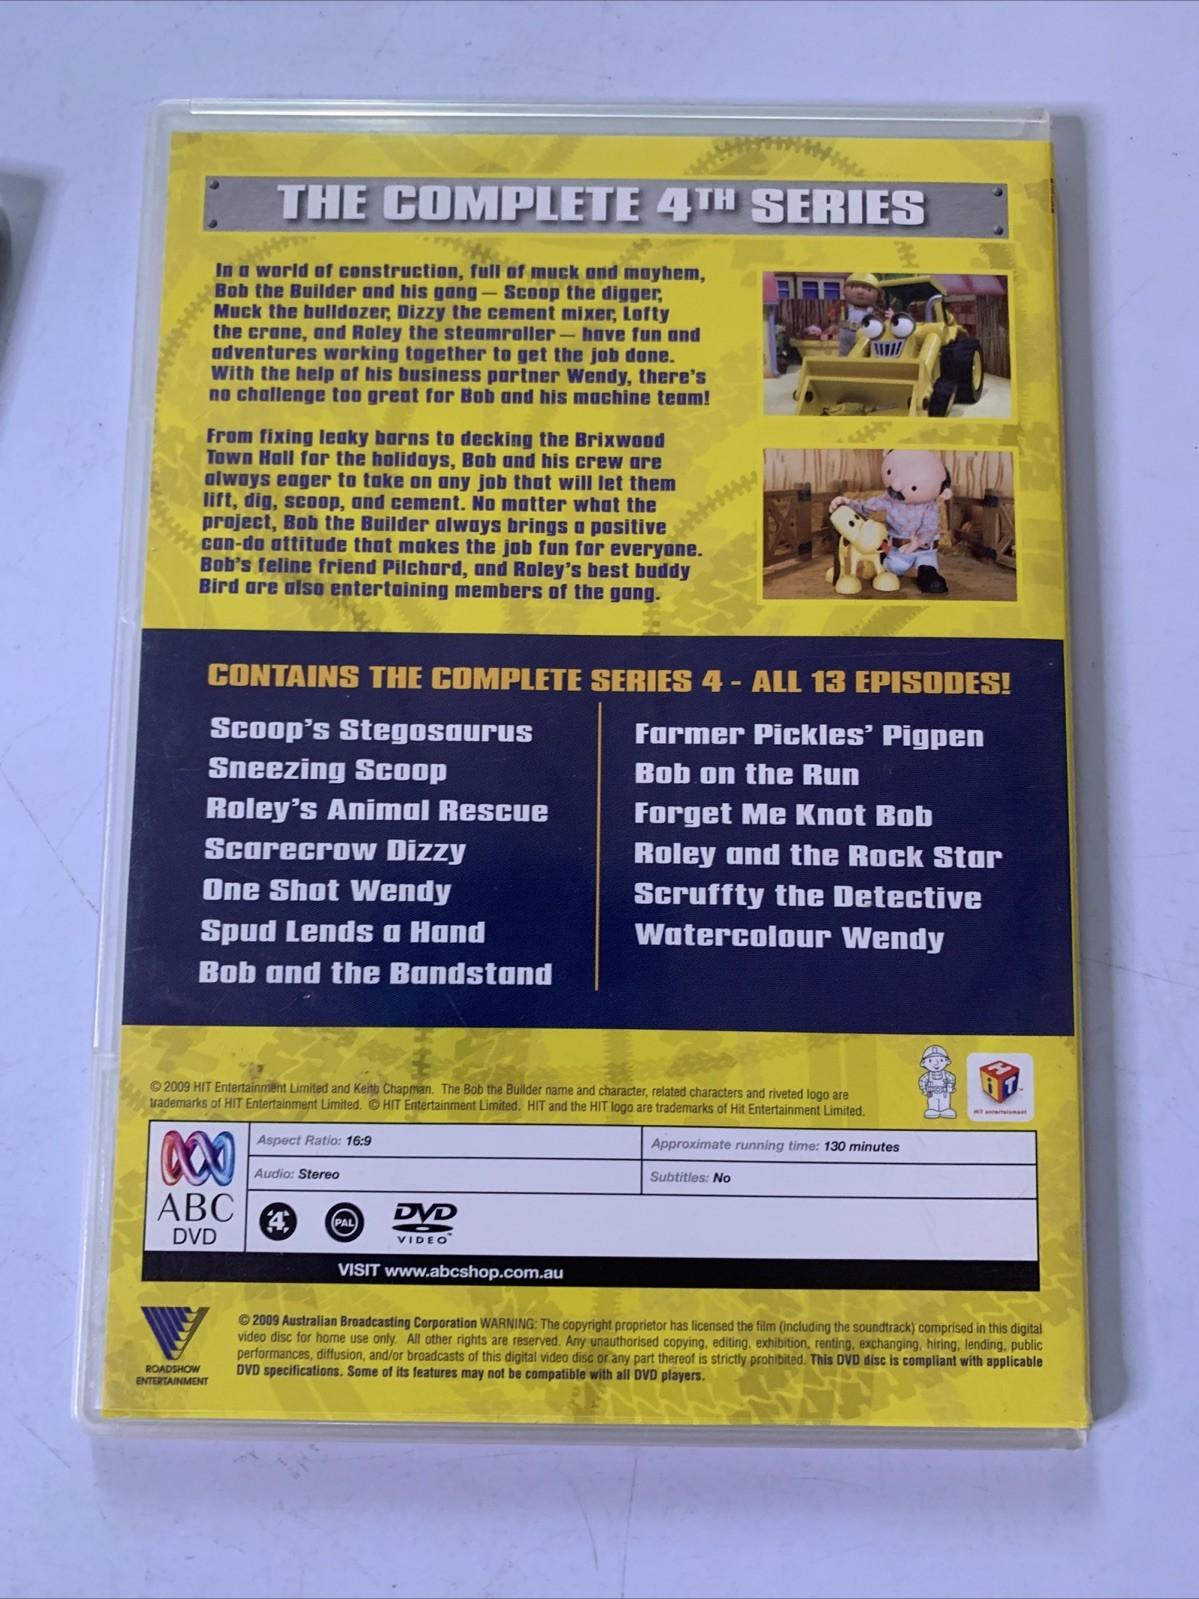 THE COMPLETE 4TH SERIES
In a world of construction, full of muck and mayhem,
Bob the Builder and his gang — Scoop the digger,
Muck the bulldozer, Dizzy the cement mixer, Lofty
the crane, and Roley the steamroller — have fun and
adventures working together to get the job done.
With the help of his business partner Wendy, there's
no challenge too great for Bob and his machine team!
From fixing leaky barns to decking the Brixwood
Town Hall for the holidays, Bob and his crew are
always eager to take on any job that will let them
lift, dig, scoop, and cement. No matter what the
project, Bob the Builder always brings a positive
can-do attitude that makes the job fun for everyone.
Bob's feline friend Pilchard, and Roley's best buddy
Bird are also entertaining members of the gang.
CONTAINS THE COMPLETE SERIES 4 - ALL 13 EPISODES!
Scoop's Stegosaurus
Sneezing Scoop
Roley's Animal Rescue
Scarecrow Dizzy
One Shot Wendy
Spud Lends a Hand
Bob and the Bandstand
Farmer Pickles' Pigpen
Bob on the Run
Forget Me Knot Bob
Roley and the Rock Star
Scruffty the Detective
Watercolour Wendy
© 2009 HIT Entertainment Limited and Keith Chapman. The Bob the Builder name and character, related characters and riveted logo are
trademarks of HIT Entertainment Limited. © HIT Entertainment Limited. HIT and the HIT logo are trademarks of Hit Entertainment Limited.
HiT™
HIT entertainment
ABC
DVD
Aspect Ratio: 16:9
Approximate running time: 130 minutes
Audio: Stereo
Subtitles: No
4
PAL
DVD
VIDEO™
VISIT www.abcshop.com.au
ROADSHOW
ENTERTAINMENT
© 2009 Australian Broadcasting Corporation WARNING: The copyright proprietor has licensed the film (including the soundtrack) comprised in this digital
video disc for home use only. All other rights are reserved. Any unauthorised copying, editing, exhibition, renting, exchanging, hiring, lending, public
performances, diffusion, and/or broadcasts of this digital video disc or any part thereof is strictly prohibited. This DVD disc is compliant with applicable
DVD specifications. Some of its features may not be compatible with all DVD players.